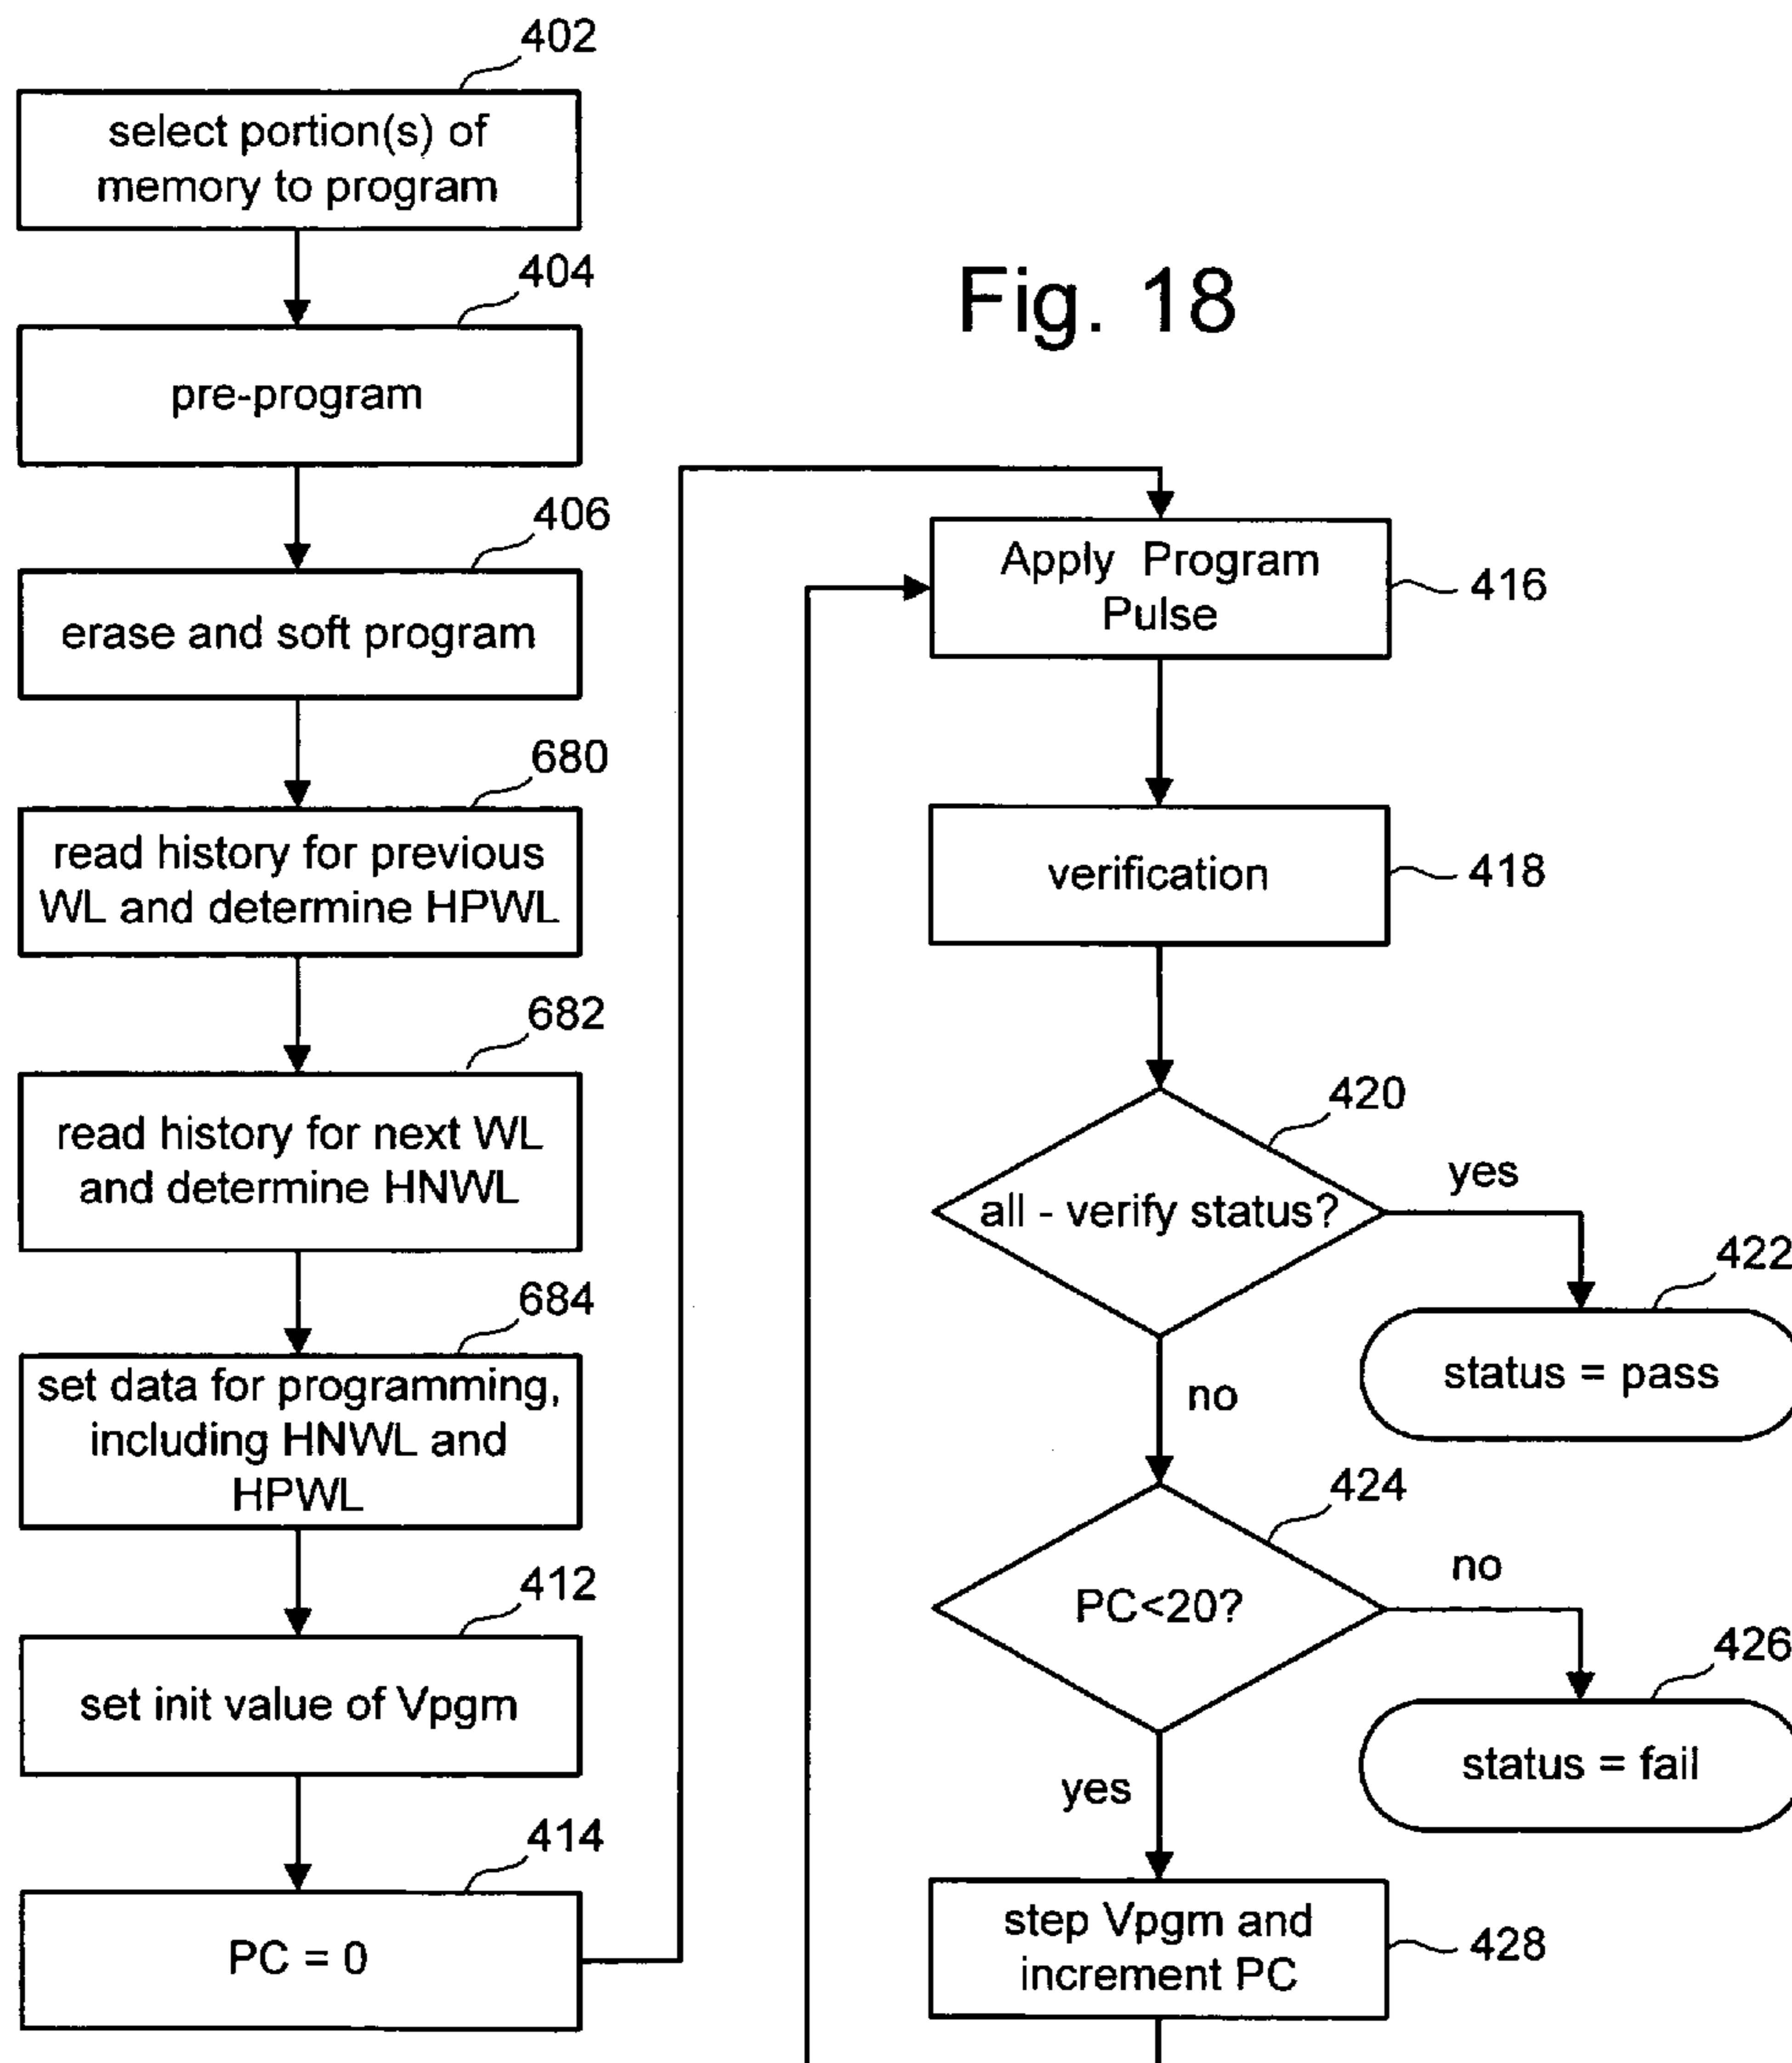 402
select portion(s) of
memory to program
404
pre-program
406
erase and soft program
680
read history for previous
WL and determine HPWL
682
read history for next WL
and determine HNWL
684
set data for programming,
including HNWL and
HPWL
412
set init value of Vpgm
414
PC = 0
Fig. 18
Apply Program
Pulse
416
verification
418
420
all - verify status?
yes
422
status = pass
no
424
PC<20?
no
426
status = fail
yes
step Vpgm and
increment PC
428